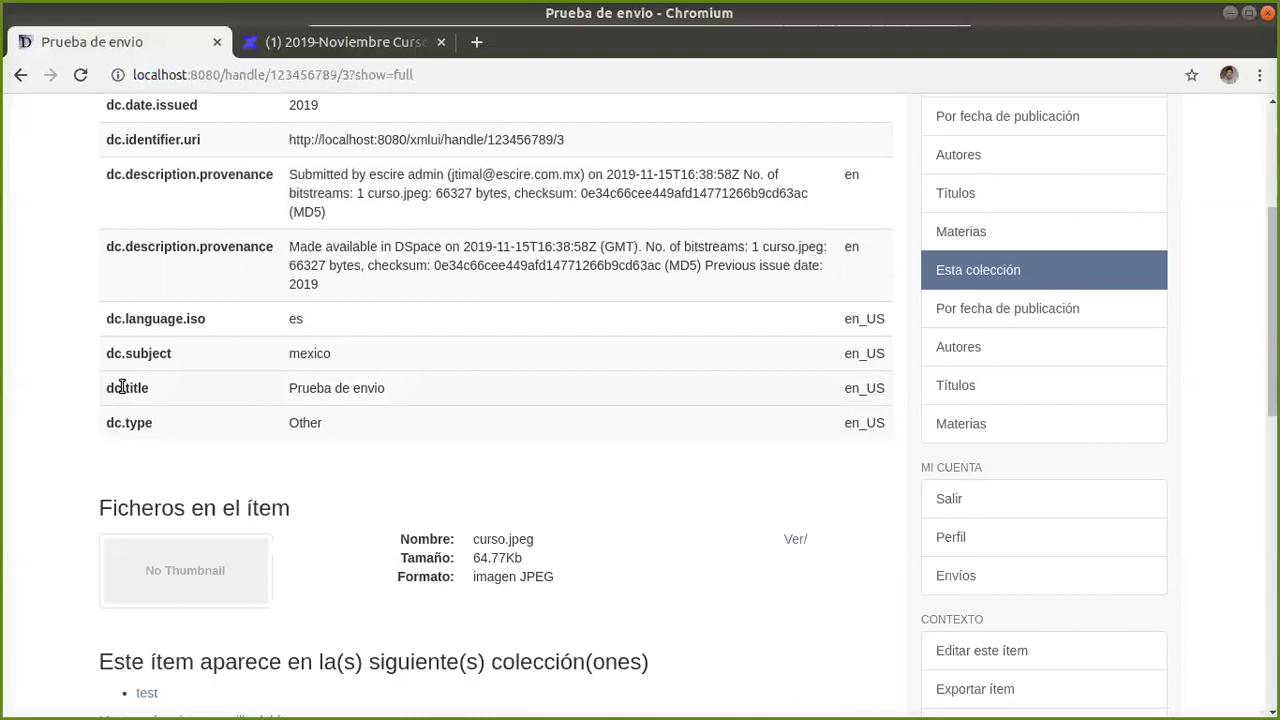 Prueba de envio - Chromium
Prueba de envio
(1) 2019-Noviembre Curs
localhost:8080/handle/123456789/3?show=full
dc.date.issued 2019
dc.identifier.uri http://localhost:8080/xmlui/handle/123456789/3
dc.description.provenance Submitted by escire admin (jtimal@escire.com.mx) on 2019-11-15T16:38:58Z No. of en
bitstreams: 1 curso.jpeg: 66327 bytes, checksum: 0e34c66cee449afd14771266b9cd63ac
(MD5)
dc.description.provenance Made available in DSpace on 2019-11-15T16:38:58Z (GMT). No. of bitstreams: 1 curso.jpeg: en
66327 bytes, checksum: 0e34c66cee449afd14771266b9cd63ac (MD5) Previous issue date:
2019
dc.language.iso es en_US
dc.subject mexico en_US
dc.title Prueba de envio en_US
dc.type Other en_US
Ficheros en el ítem
No Thumbnail
Nombre: curso.jpeg Ver/
Tamaño: 64.77Kb
Formato: imagen JPEG
Este ítem aparece en la(s) siguiente(s) colección(ones)
• test
Por fecha de publicación
Autores
Títulos
Materias
Esta colección
Por fecha de publicación
Autores
Títulos
Materias
MI CUENTA
Salir
Perfil
Envíos
CONTEXTO
Editar este ítem
Exportar ítem